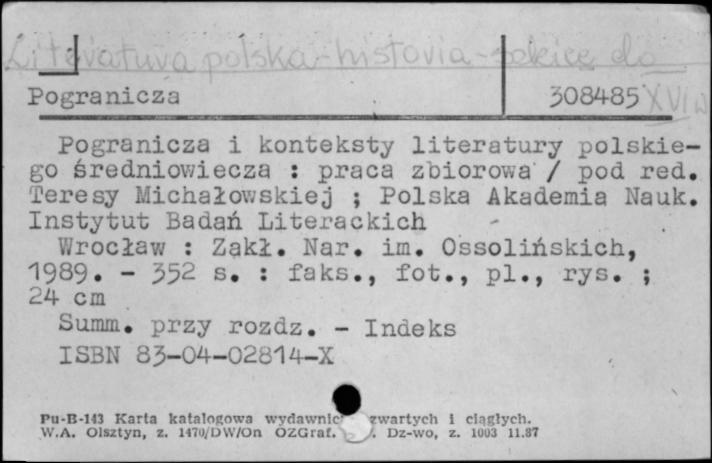 Literatura polska - historia - szkice do
Pogranicza 308485 XVI w
Pogranicza i konteksty literatury polskie-
go średniowiecza : praca zbiorowa / pod red.
Teresy Michałowskiej ; Polska Akademia Nauk.
Instytut Badań Literackich
Wrocław : Zakł. Nar. im. Ossolińskich,
1989. - 352 s. : faks., fot., pl., rys. ;
24 cm
Summ. przy rozdz. - Indeks
ISBN 83-04-02814-X
Pu-B-143 Karta katalogowa wydawnic zwartych i ciągłych.
W.A. Olsztyn, z. 1470/DW/On OZGraf. Dz-wo, z. 1003 11.87